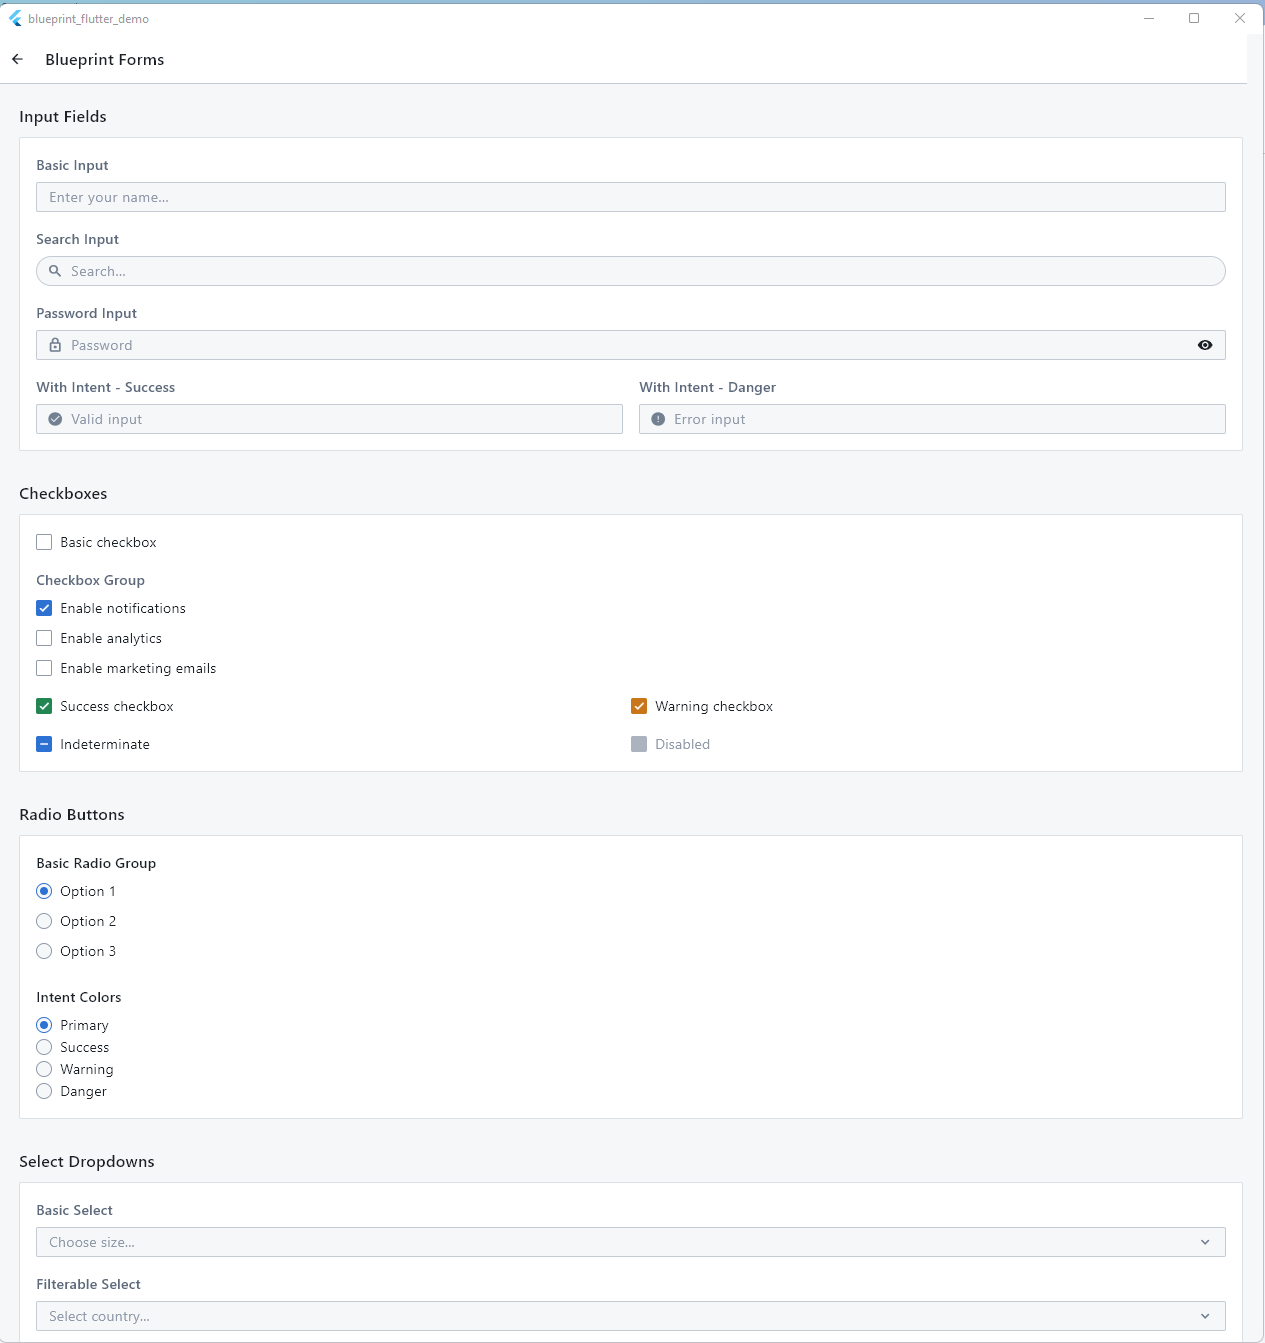 blueprint_flutter_demo
Blueprint Forms
Input Fields
Basic Input
Enter your name...
Search Input
Search...
Password Input
Password
With Intent - Success
With Intent - Danger
Valid input
Error input
Checkboxes
Basic checkbox
Checkbox Group
Enable notifications
Enable analytics
Enable marketing emails
Success checkbox
Warning checkbox
Indeterminate
Disabled
Radio Buttons
Basic Radio Group
Option 1
Option 2
Option 3
Intent Colors
Primary
Success
Warning
Danger
Select Dropdowns
Basic Select
Choose size...
Filterable Select
Select country...